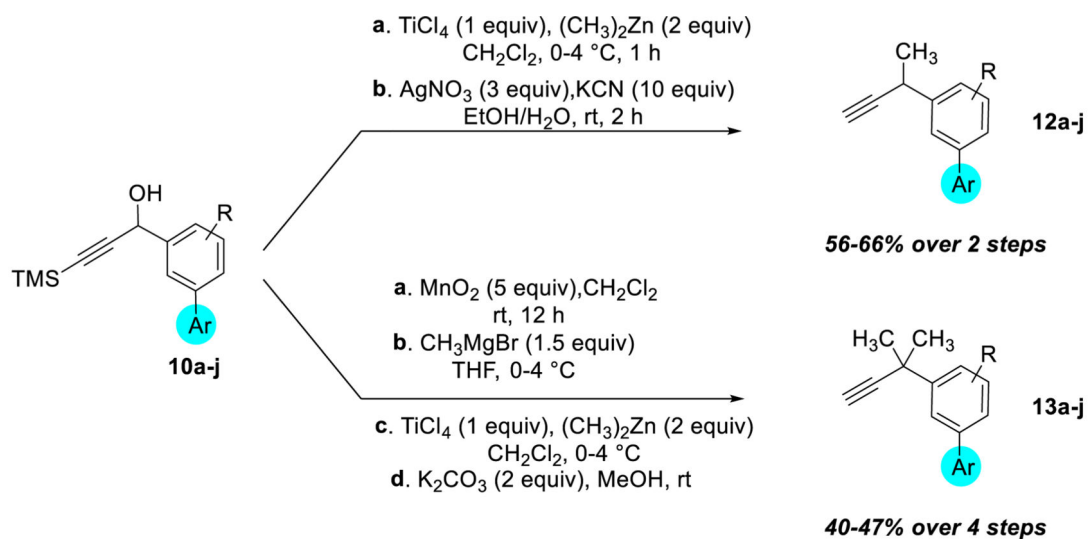 a. TiCl4 (1 equiv), (CH3)2Zn (2 equiv)
CH2Cl2, 0-4 °C, 1 h
b. AgNO3 (3 equiv),KCN (10 equiv)
EtOH/H2O, rt, 2 h
CH3
R
Ar
12a-j
56-66% over 2 steps
OH
R
TMS
Ar
10a-j
a. MnO2 (5 equiv),CH2Cl2
rt, 12 h
b. CH3MgBr (1.5 equiv)
THF, 0-4 °C
c. TiCl4 (1 equiv), (CH3)2Zn (2 equiv)
CH2Cl2, 0-4 °C
d. K2CO3 (2 equiv), MeOH, rt
H3C CH3
R
Ar
13a-j
40-47% over 4 steps